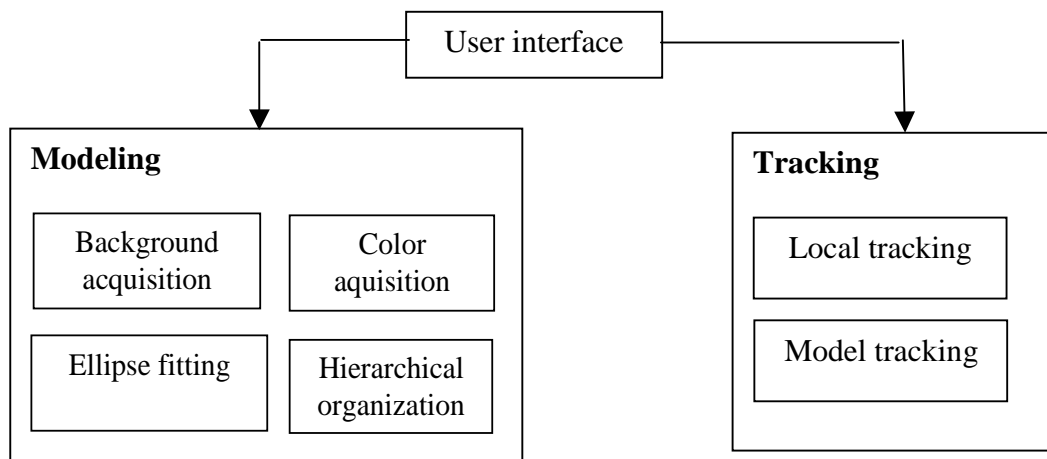 User interface
Modeling
Background
acquisition
Color
aquisition
Ellipse fitting
Hierarchical
organization
Tracking
Local tracking
Model tracking